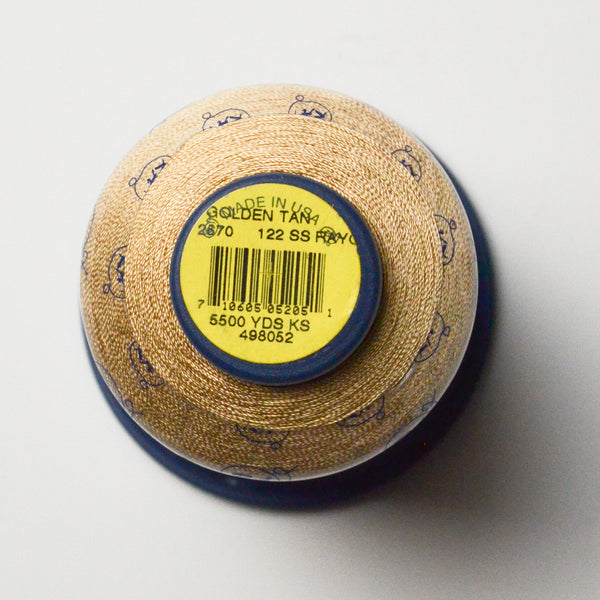 MADE IN USA
GOLDEN TAN
2670 122 SS RAYO
7 10605 05205 1
5500 YDS KS
498052